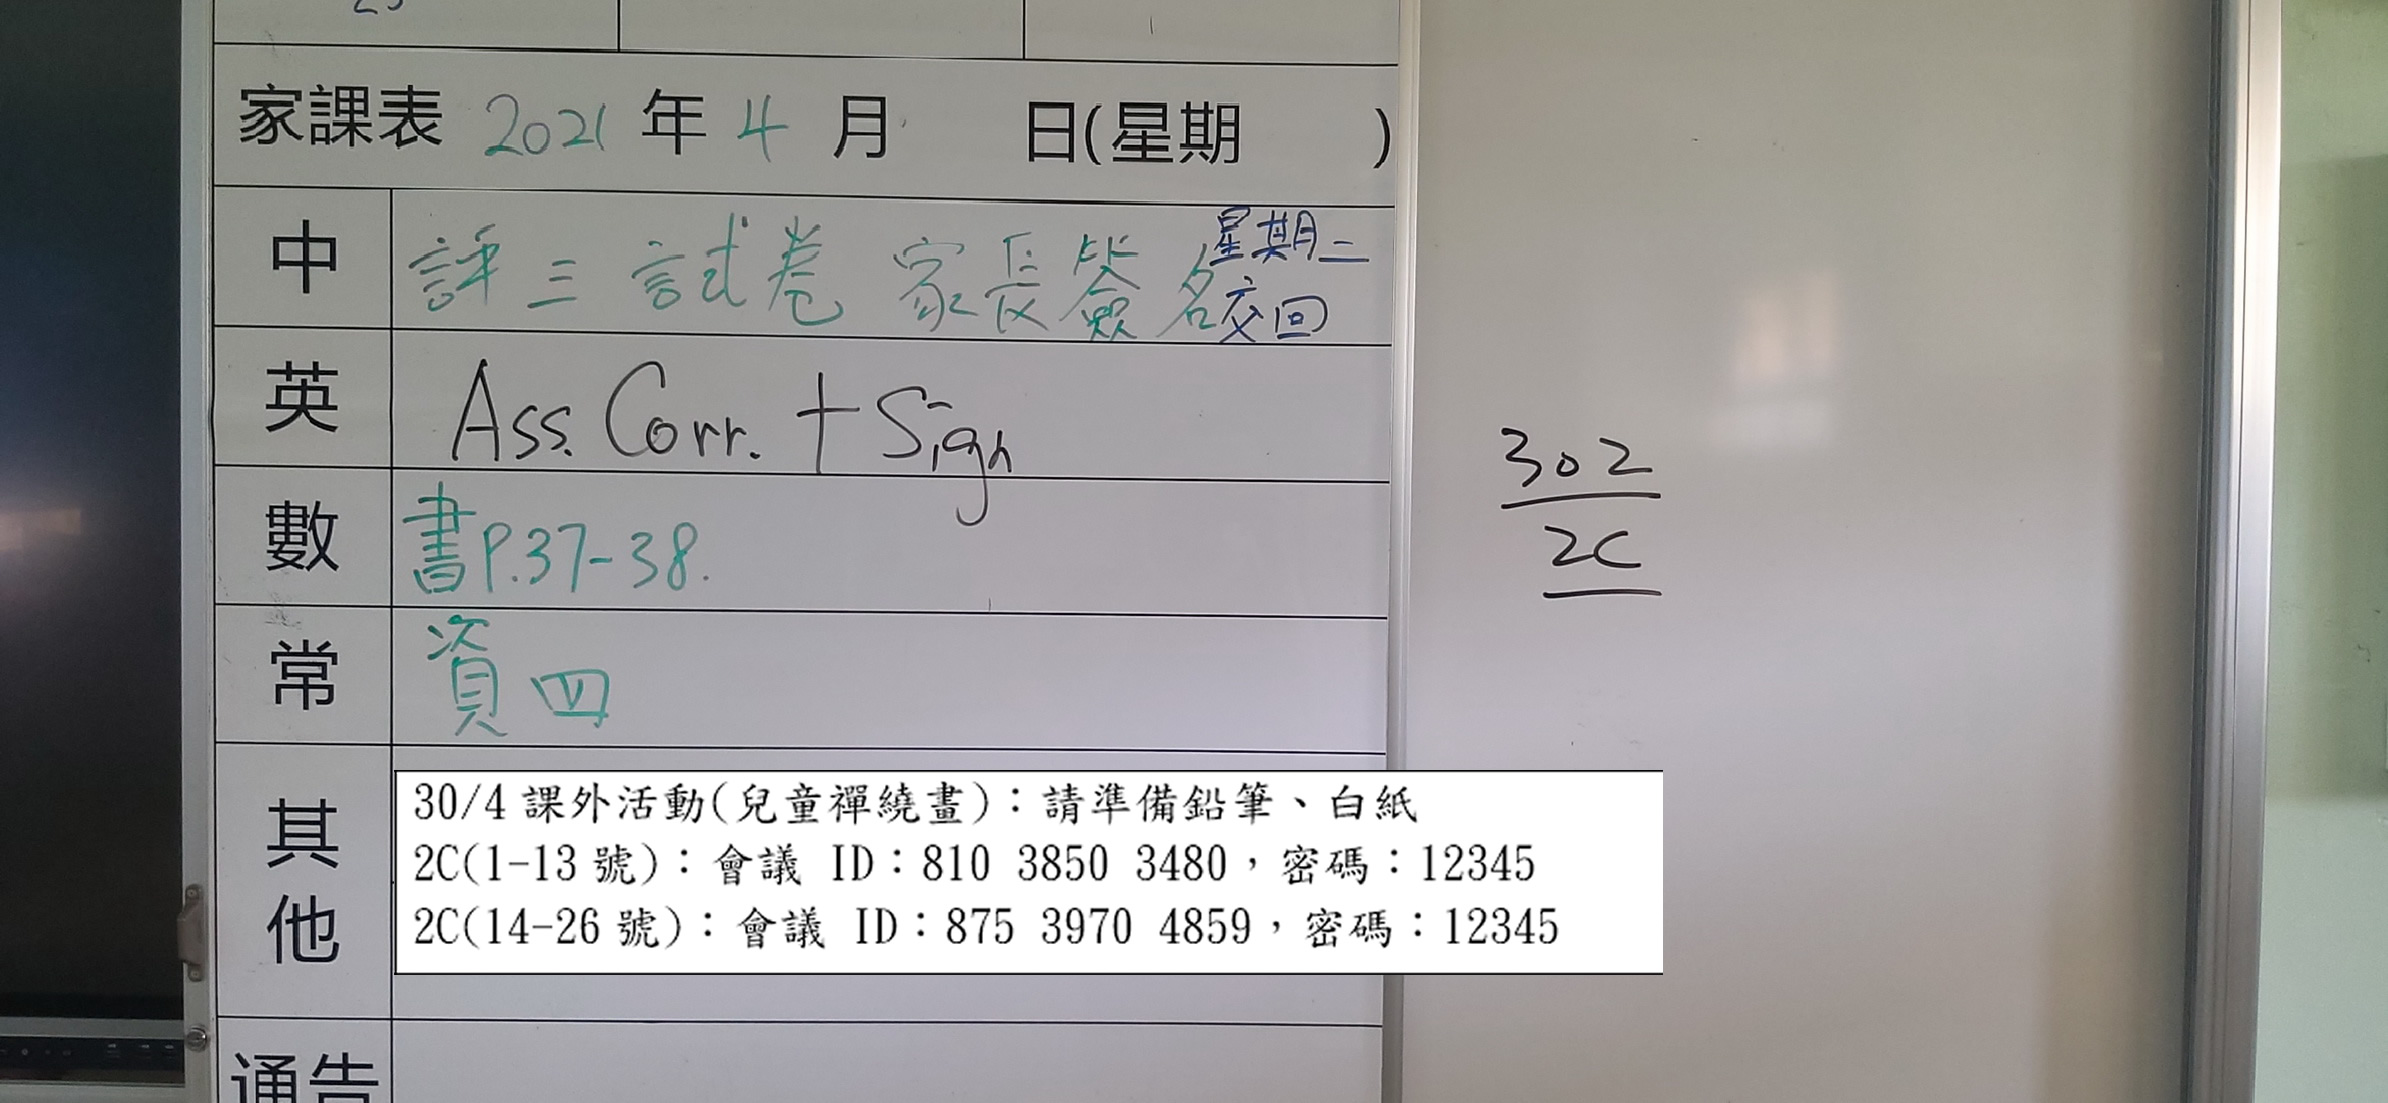 家課表 2021 年 4 月 日(星期 )
中 評三 試卷 家長簽名 星期二
交回
英 Ass. Corr. + Sign
數 書P.37-38.
常 資四
302
2C
其他
30/4 課外活動(兒童禪繞畫)：請準備鉛筆、白紙
2C(1-13 號)：會議 ID：810 3850 3480，密碼：12345
2C(14-26 號)：會議 ID：875 3970 4859，密碼：12345
通告